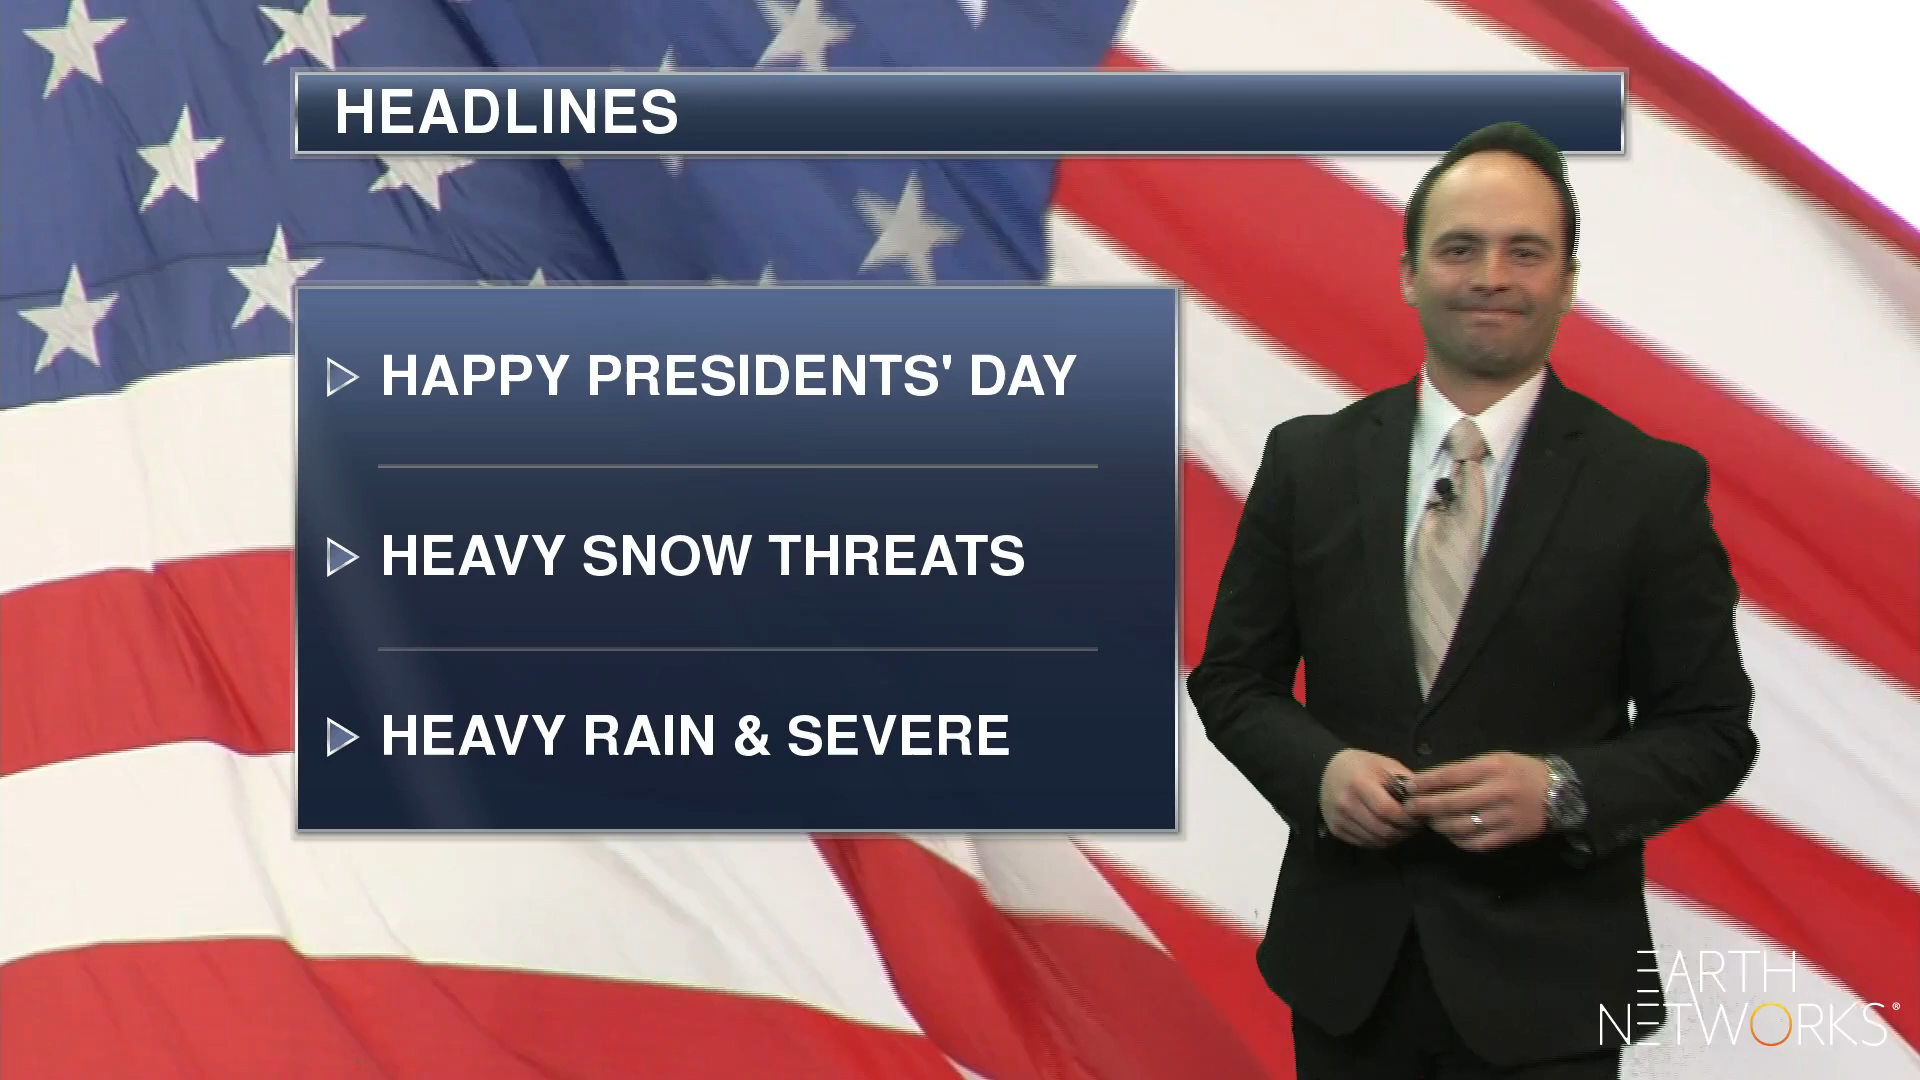 HEADLINES
HAPPY PRESIDENTS' DAY
HEAVY SNOW THREATS
HEAVY RAIN & SEVERE
EARTH
NETWORKS®